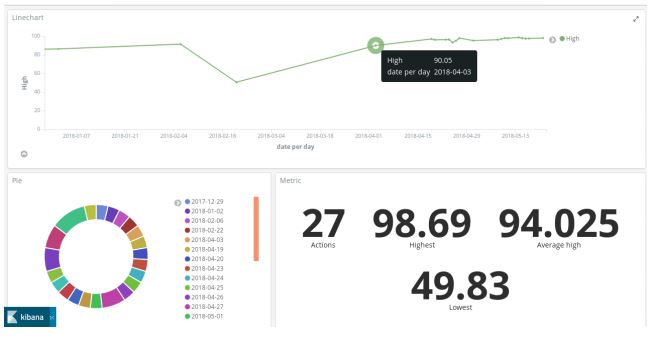 Linechart
100
80
60
40
20
0
High
High
High 90.05
date per day 2018-04-03
2018-01-07 2018-01-21 2018-02-04 2018-02-18 2018-03-04 2018-03-18 2018-04-01 2018-04-15 2018-04-29 2018-05-13
date per day
Pie
2017-12-29
2018-01-02
2018-02-06
2018-02-22
2018-04-03
2018-04-19
2018-04-20
2018-04-23
2018-04-24
2018-04-25
2018-04-26
2018-04-27
2018-05-01
kibana
Metric
27 98.69 94.025
Actions Highest Average high
49.83
Lowest